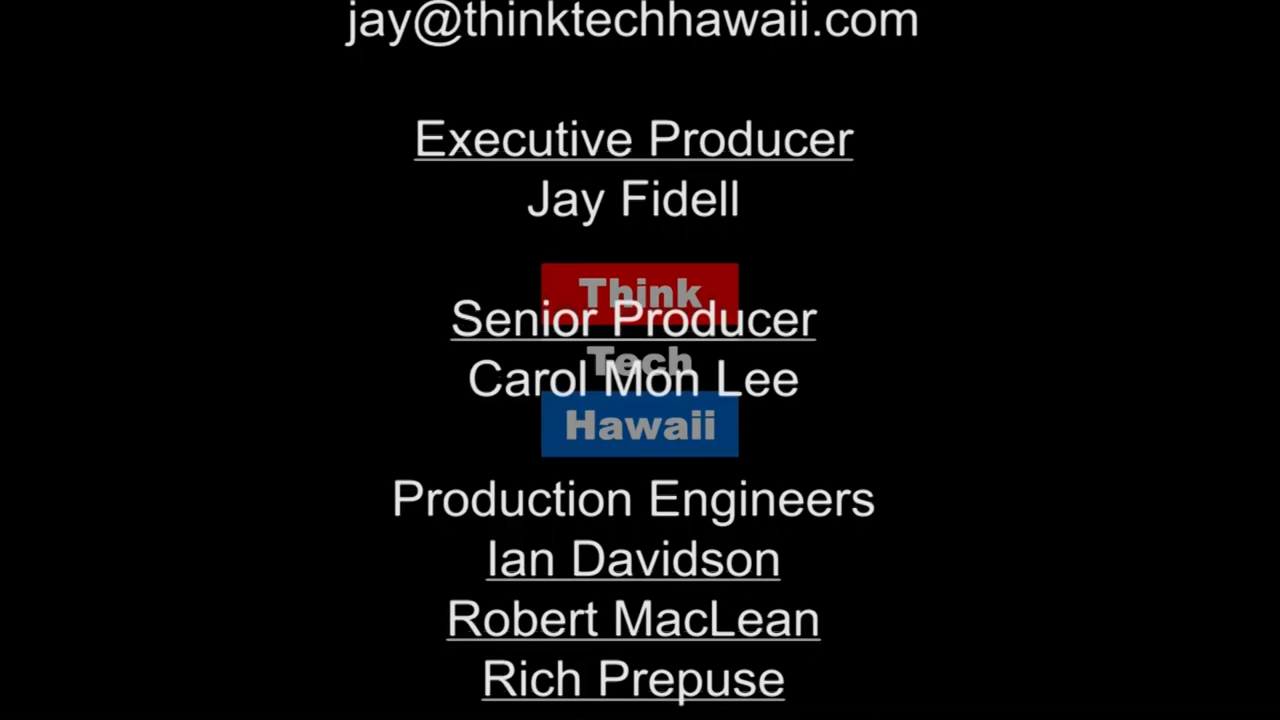 jay@thinktechhawaii.com
Executive Producer
Jay Fidell
Think
Senior Producer
Tech
Carol Mon Lee
Hawaii
Production Engineers
Ian Davidson
Robert MacLean
Rich Prepuse